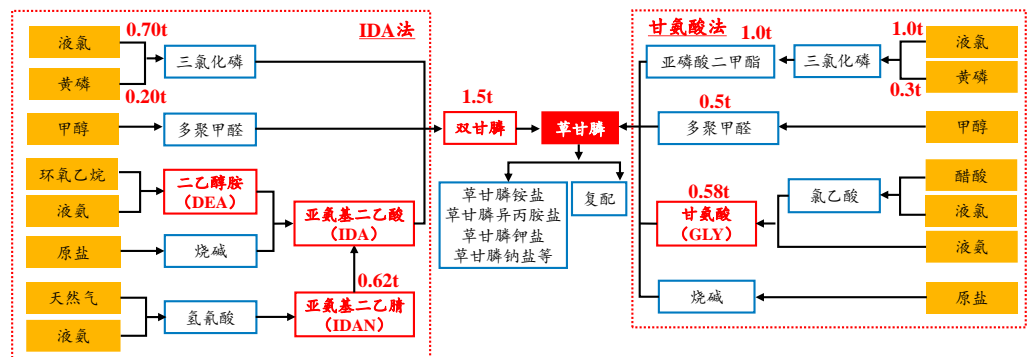 IDA法
液氯
0.70t
三氯化磷
黄磷
0.20t
甲醇
多聚甲醛
环氧乙烷
液氨
二乙醇胺
(DEA)
原盐
烧碱
亚氨基二乙酸
(IDA)
天然气
液氨
氢氰酸
0.62t
亚氨基二乙腈
(IDAN)
1.5t
双甘膦
草甘膦
草甘膦铵盐
草甘膦异丙胺盐
草甘膦钾盐
草甘膦钠盐等
复配
甘氨酸法
1.0t
亚磷酸二甲酯
三氯化磷
1.0t
液氯
黄磷
0.3t
0.5t
多聚甲醛
甲醇
0.58t
甘氨酸
(GLY)
氯乙酸
醋酸
液氯
液氨
烧碱
原盐